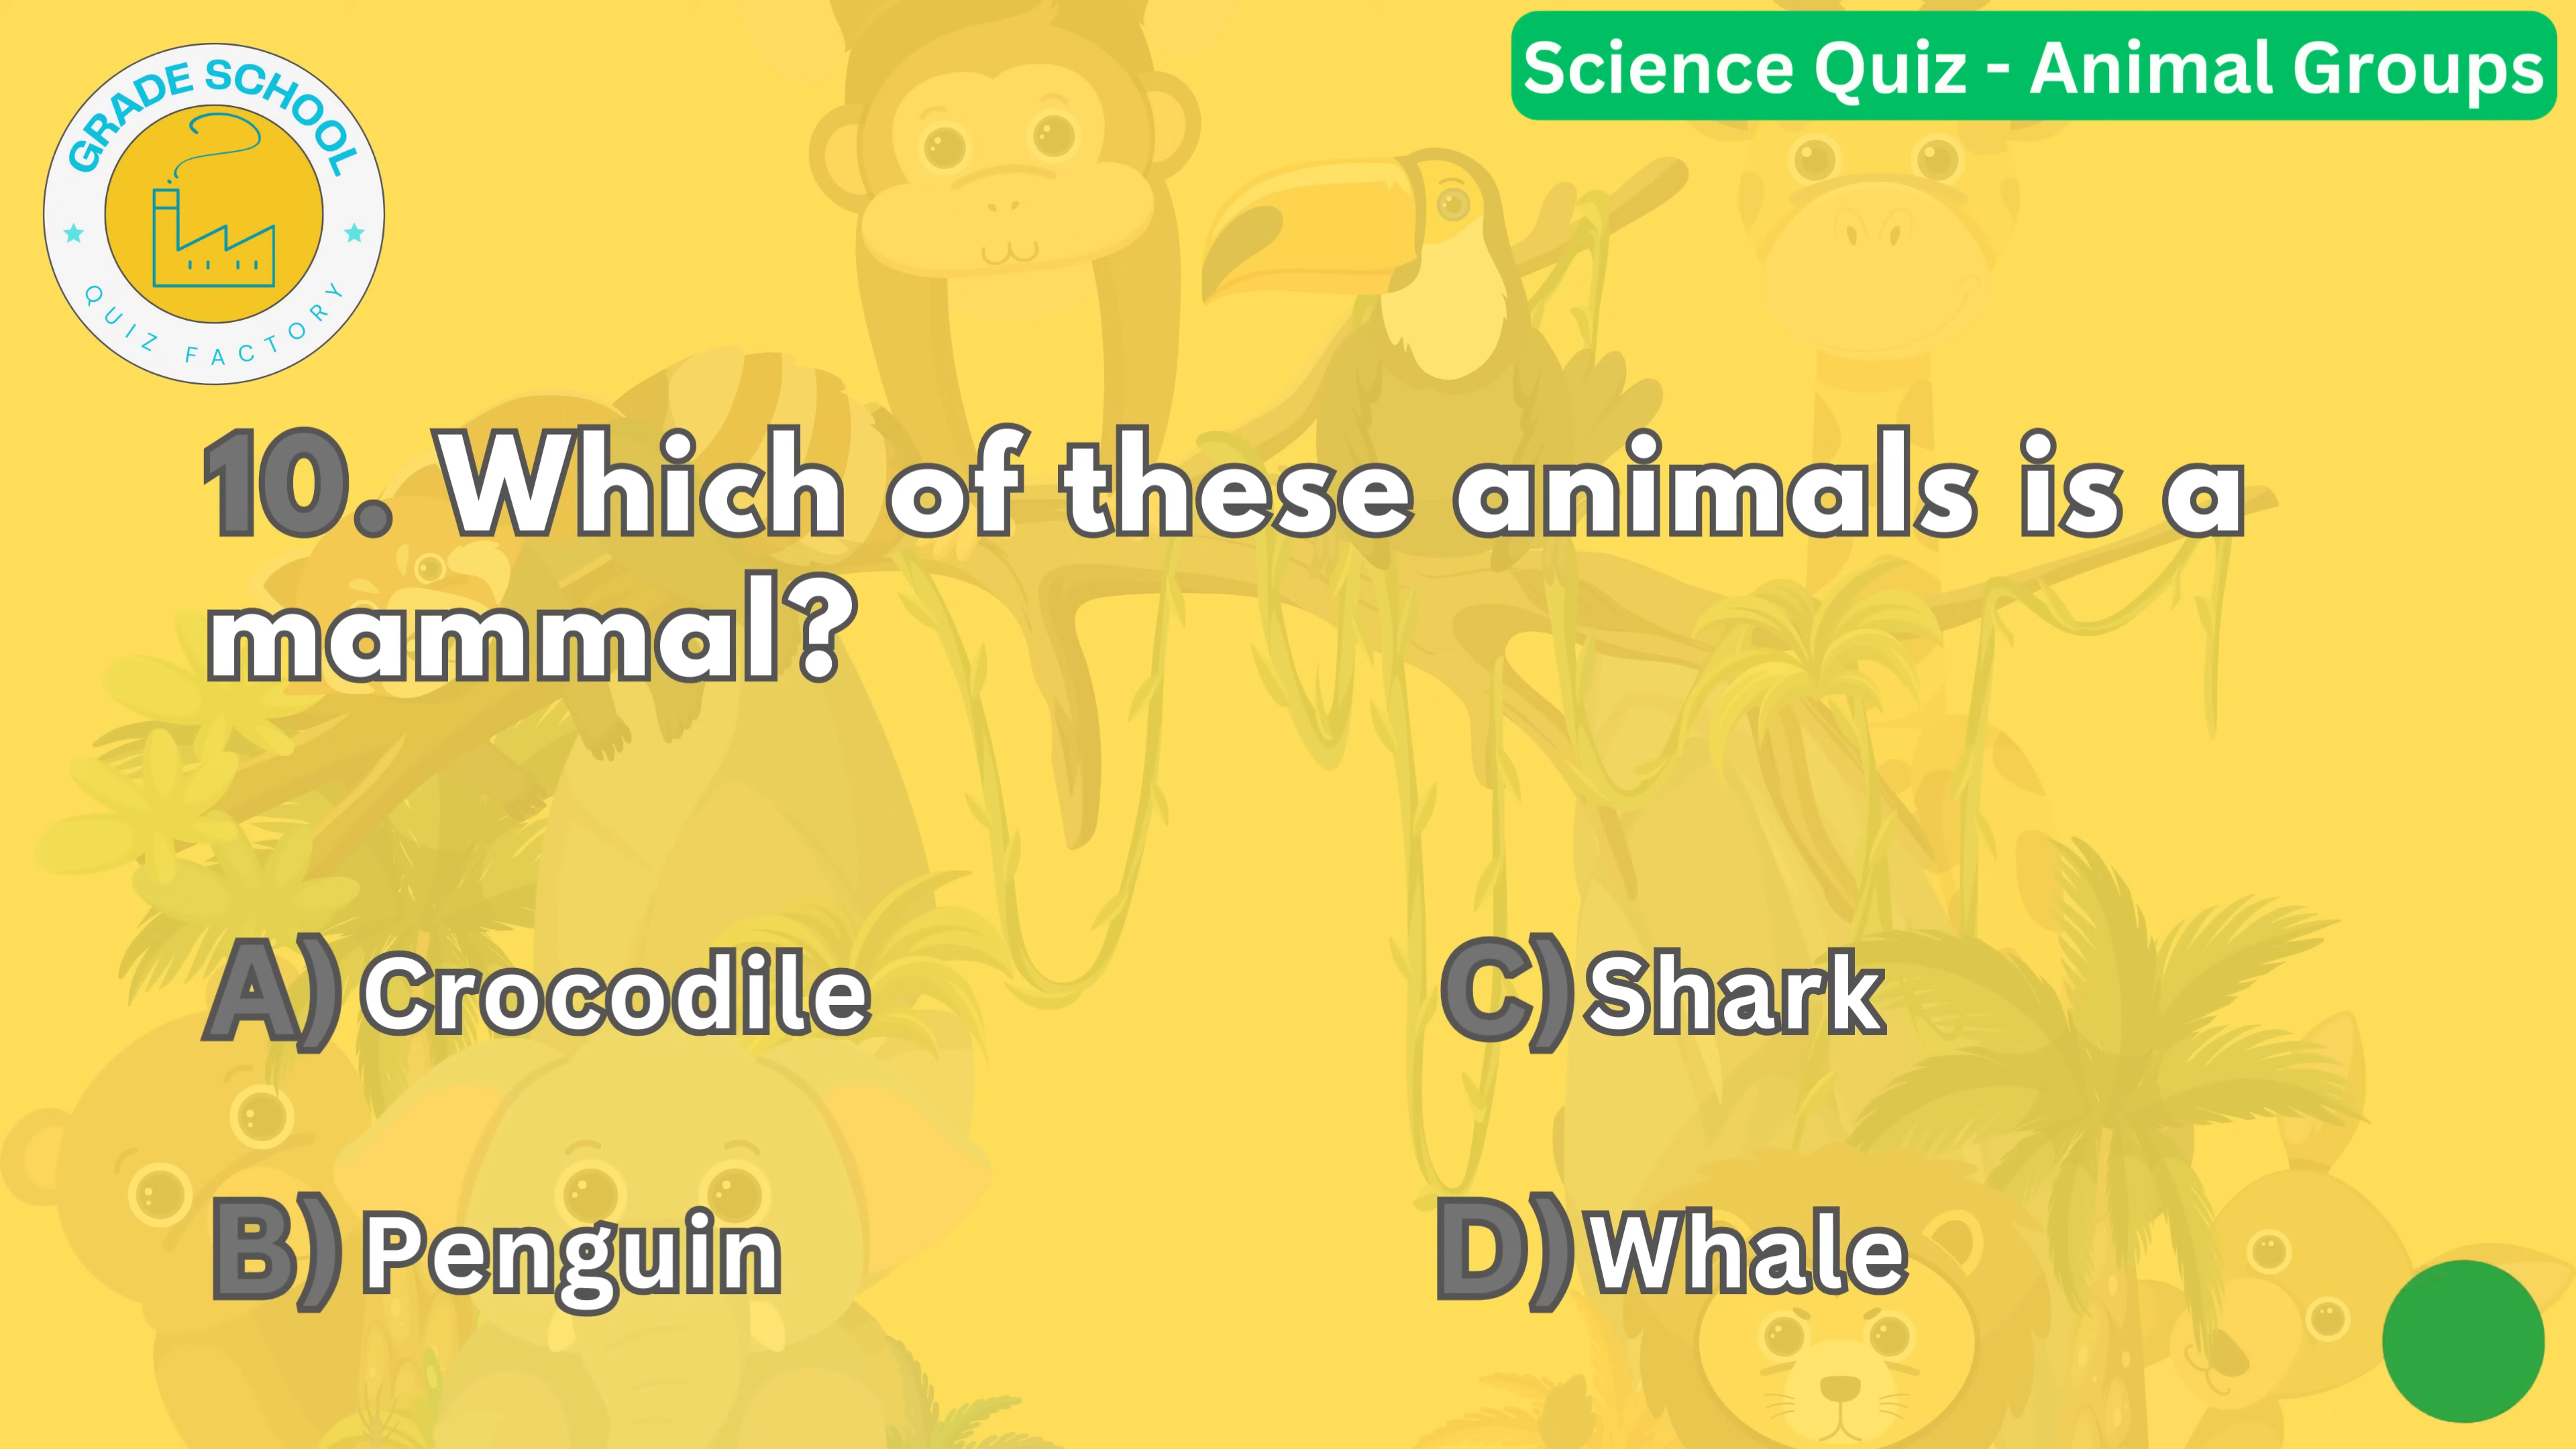 GRADE SCHOOL
QUIZ FACTORY
Science Quiz - Animal Groups
10. Which of these animals is a
mammal?
A) Crocodile
B) Penguin
C) Shark
D) Whale